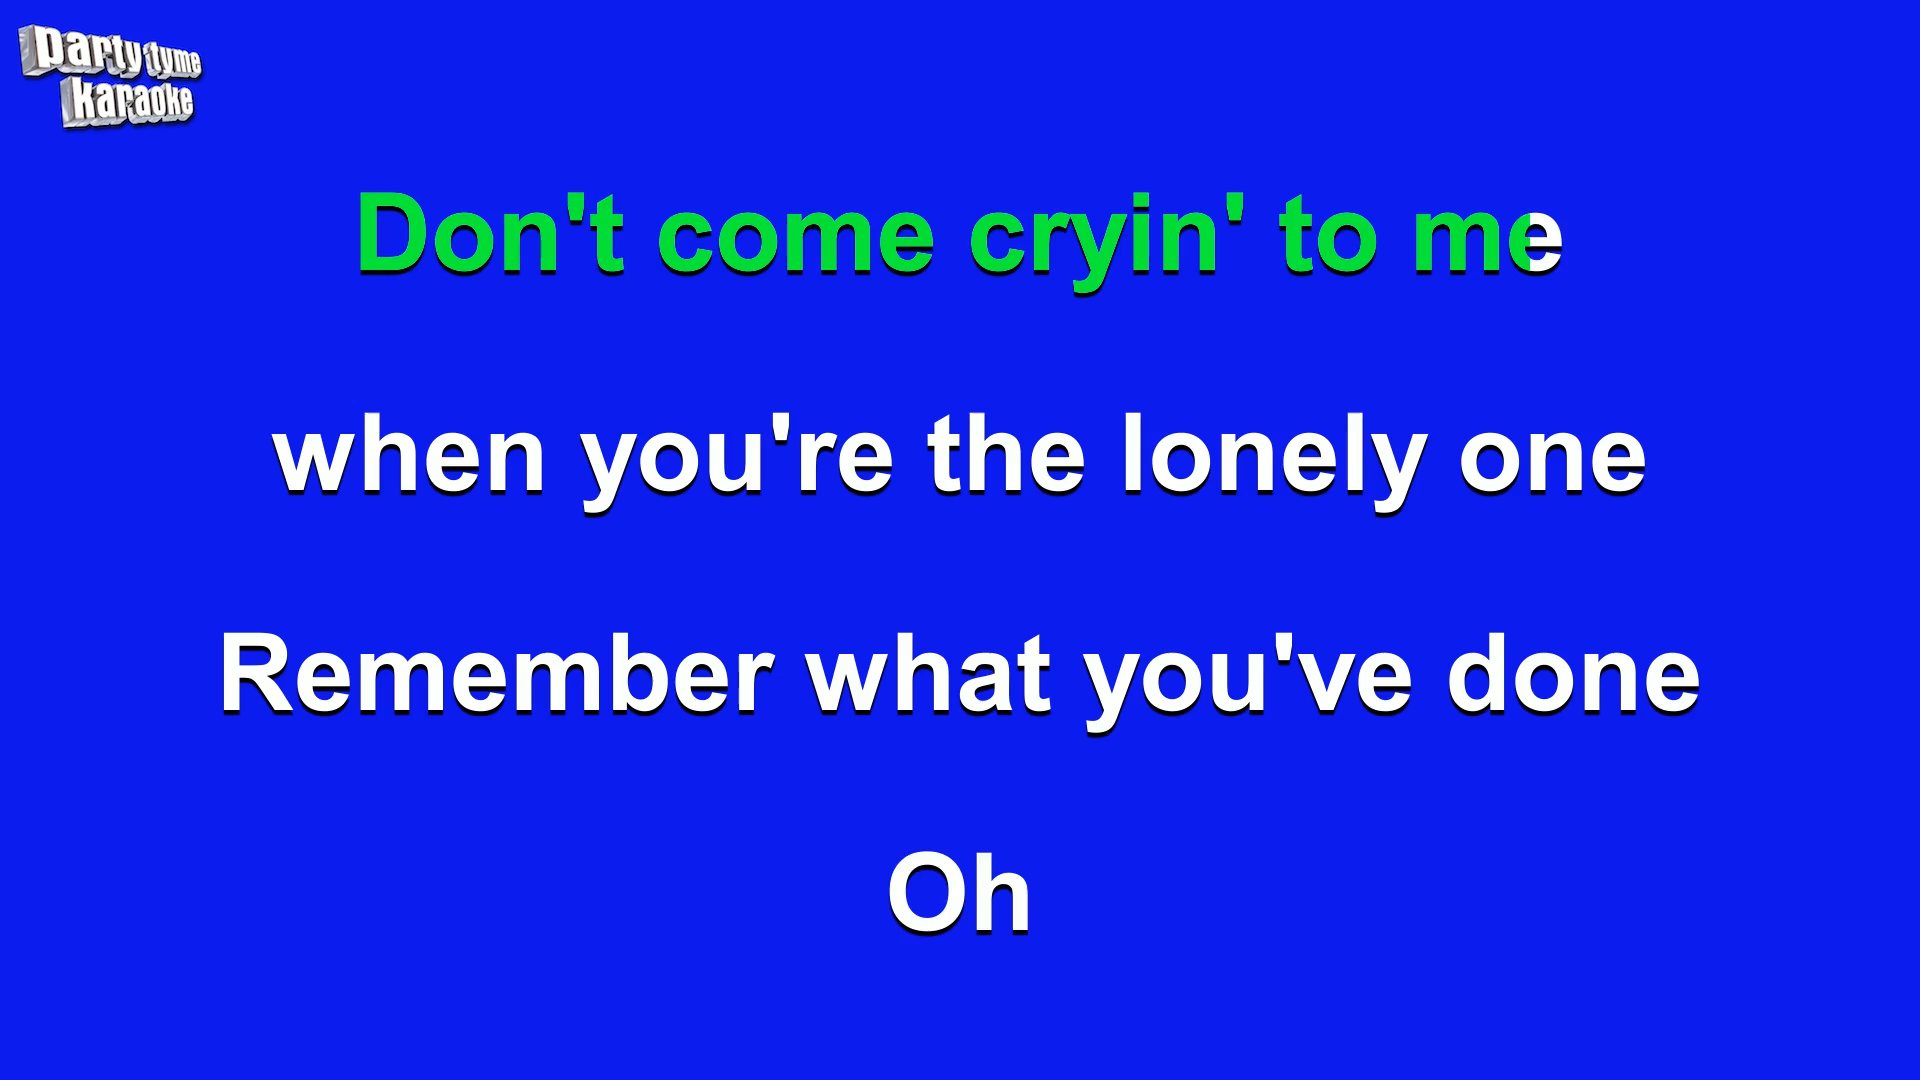 party tyme
karaoke
Don't come cryin' to me
when you're the lonely one
Remember what you've done
Oh